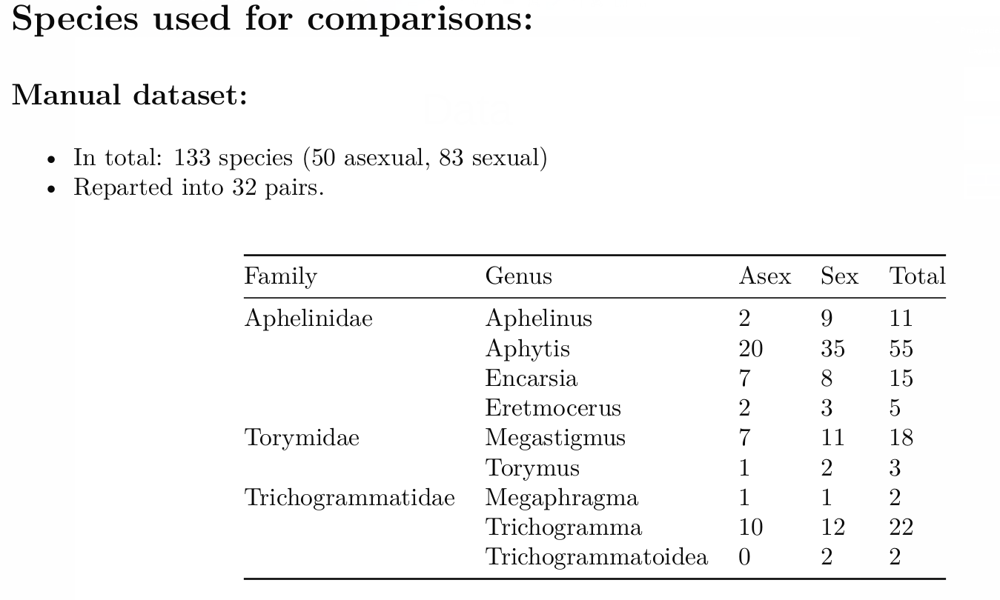 Species used for comparisons:
Manual dataset:
• In total: 133 species (50 asexual, 83 sexual)
• Reparted into 32 pairs.
Family Genus Asex Sex Total
Aphelinidae Aphelinus 2 9 11
Aphytis 20 35 55
Encarsia 7 8 15
Eretmocerus 2 3 5
Torymidae Megastigmus 7 11 18
Torymus 1 2 3
Trichogrammatidae Megaphragma 1 1 2
Trichogramma 10 12 22
Trichogrammatoidea 0 2 2